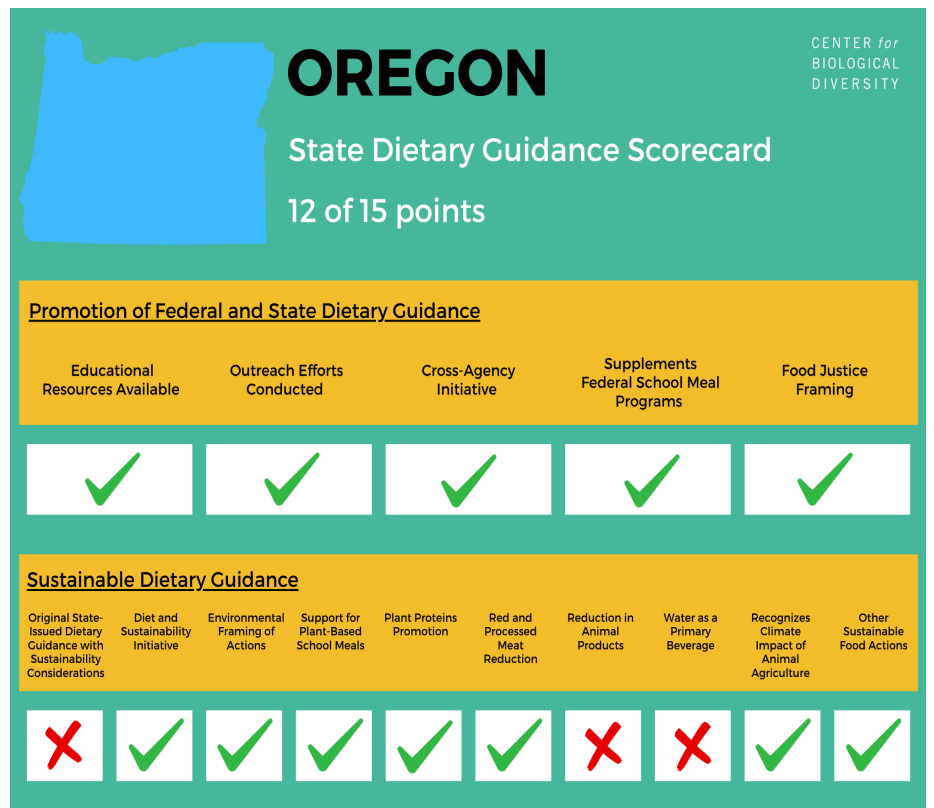 OREGON
CENTER for
BIOLOGICAL
DIVERSITY
State Dietary Guidance Scorecard
12 of 15 points
Promotion of Federal and State Dietary Guidance
Educational
Resources Available
Outreach Efforts
Conducted
Cross-Agency
Initiative
Supplements
Federal School Meal
Programs
Food Justice
Framing
Sustainable Dietary Guidance
Original State-
Issued Dietary
Guidance with
Sustainability
Considerations
Diet and
Sustainability
Initiative
Environmental
Framing of
Actions
Support for
Plant-Based
School Meals
Plant Proteins
Promotion
Red and
Processed
Meat
Reduction
Reduction in
Animal
Products
Water as a
Primary
Beverage
Recognizes
Climate
Impact of
Animal
Agriculture
Other
Sustainable
Food Actions